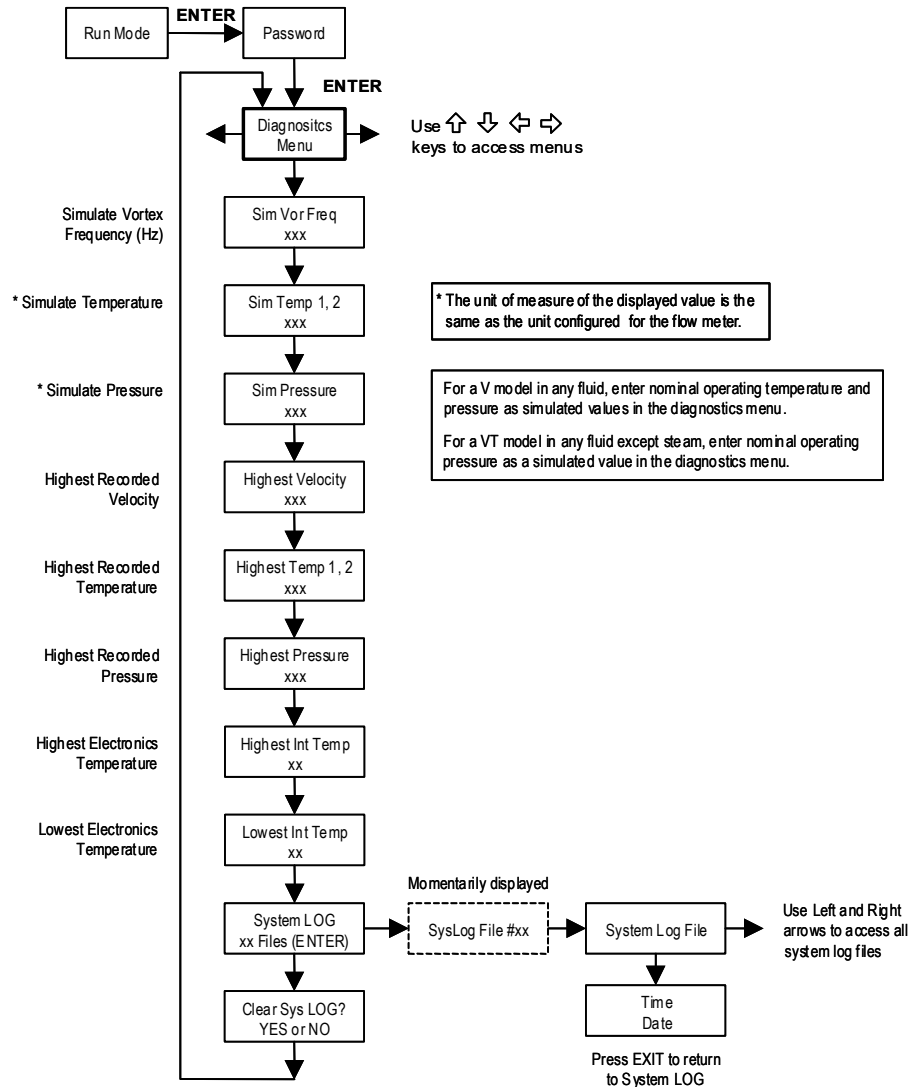 ENTER
Run Mode
Password
ENTER
Diagnositcs
Menu
Use ⇧ ⇩ ⇦ ⇨
keys to access menus
Simulate Vortex
Frequency (Hz)
Sim Vor Freq
xxx
* Simulate Temperature
Sim Temp 1, 2
xxx
* The unit of measure of the displayed value is the
same as the unit configured for the flow meter.
* Simulate Pressure
Sim Pressure
xxx
For a V model in any fluid, enter nominal operating temperature and
pressure as simulated values in the diagnostics menu.
For a VT model in any fluid except steam, enter nominal operating
pressure as a simulated value in the diagnostics menu.
Highest Recorded
Velocity
Highest Velocity
xxx
Highest Recorded
Temperature
Highest Temp 1, 2
xxx
Highest Recorded
Pressure
Highest Pressure
xxx
Highest Electronics
Temperature
Highest Int Temp
xx
Lowest Electronics
Temperature
Lowest Int Temp
xx
System LOG
xx Files (ENTER)
Momentarily displayed
SysLog File #xx
System Log File
Use Left and Right
arrows to access all
system log files
Clear Sys LOG?
YES or NO
Time
Date
Press EXIT to return
to System LOG